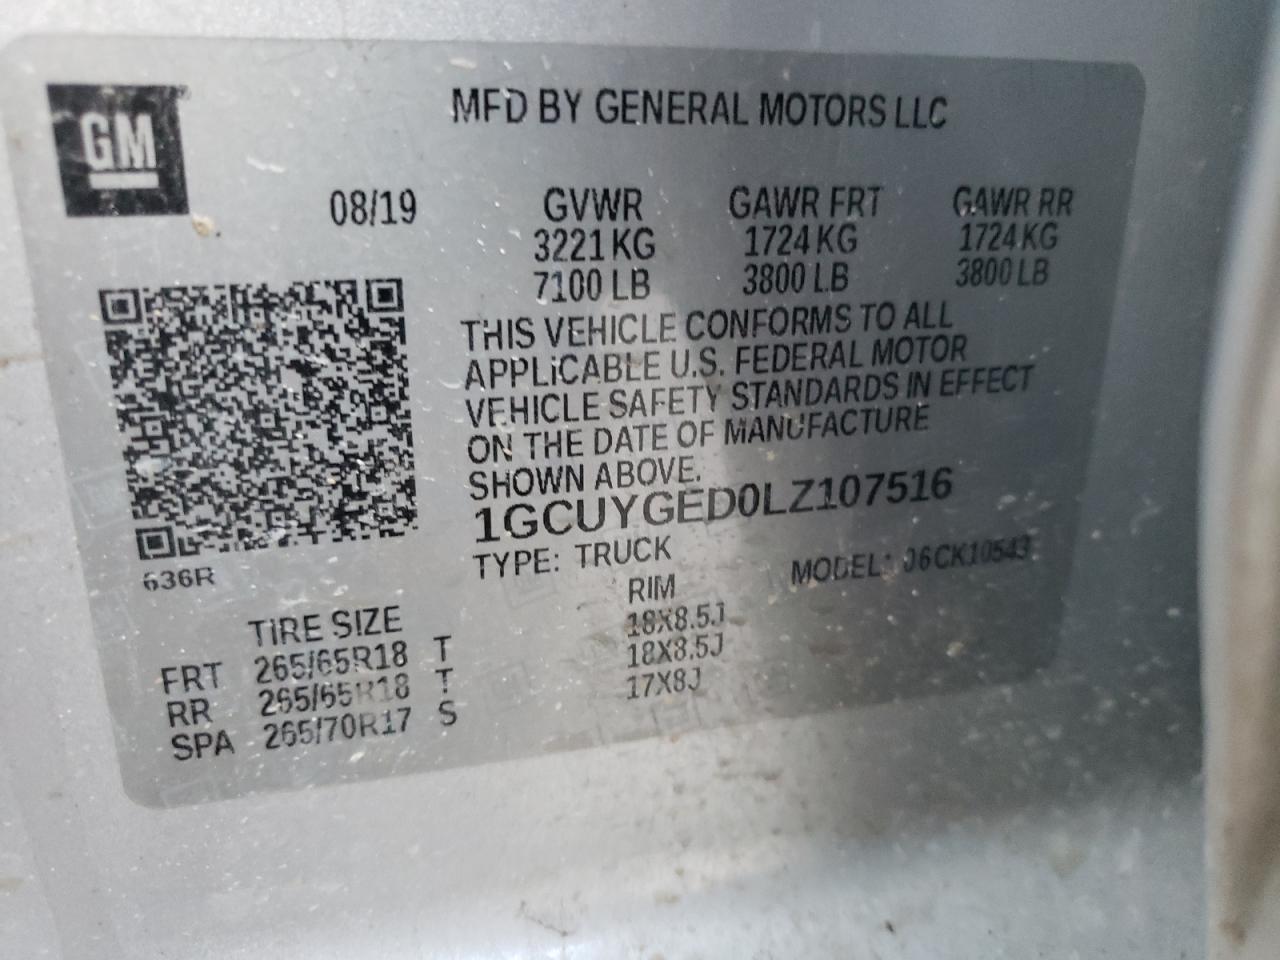 GM
MFD BY GENERAL MOTORS LLC
08/19
GVWR GAWR FRT GAWR RR
3221 KG 1724 KG 1724 KG
7100 LB 3800 LB 3800 LB
THIS VEHICLE CONFORMS TO ALL
APPLICABLE U.S. FEDERAL MOTOR
VEHICLE SAFETY STANDARDS IN EFFECT
ON THE DATE OF MANUFACTURE
SHOWN ABOVE.
1GCUYGED0LZ107516
TYPE: TRUCK MODEL: 06CK10543
636R
TIRE SIZE RIM
FRT 265/65R18 T 18X8.5J
RR 265/65R18 T 18X8.5J
SPA 265/70R17 S 17X8J